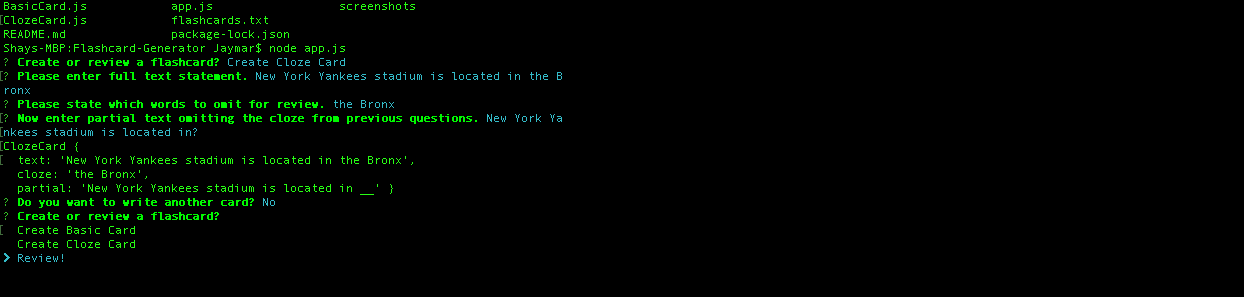 BasicCard.js app.js screenshots
[ClozeCard.js flashcards.txt
README.md package-lock.json
Shays-MBP:Flashcard-Generator Jaymar$ node app.js
? Create or review a flashcard? Create Cloze Card
[? Please enter full text statement. New York Yankees stadium is located in the B
ronx
? Please state which words to omit for review. the Bronx
[? Now enter partial text omitting the cloze from previous questions. New York Ya
[nkees stadium is located in?
[ClozeCard {
[ text: 'New York Yankees stadium is located in the Bronx',
cloze: 'the Bronx',
partial: 'New York Yankees stadium is located in __' }
? Do you want to write another card? No
? Create or review a flashcard?
[ Create Basic Card
Create Cloze Card
❯ Review!